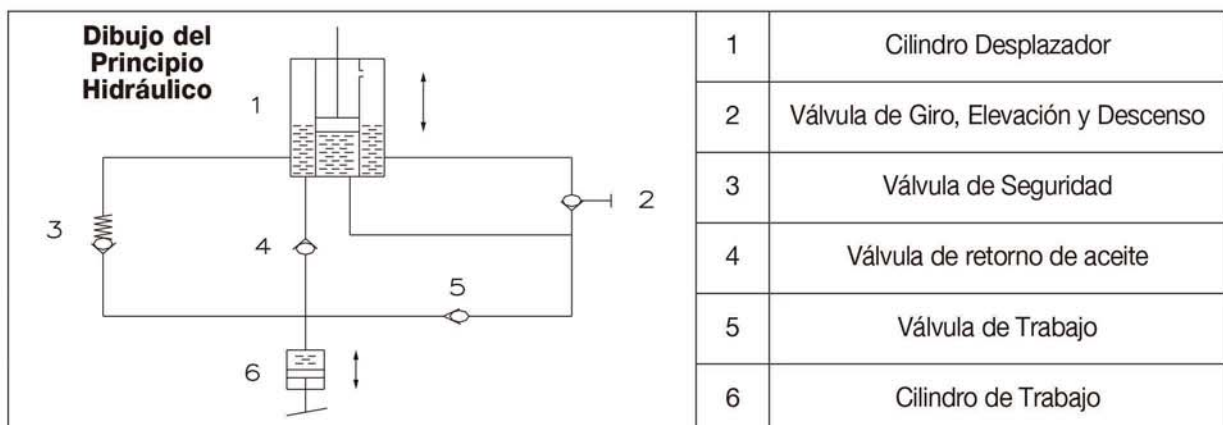 Dibujo del
Principio
Hidráulico
1
3
4
2
5
6
1 Cilindro Desplazador
2 Válvula de Giro, Elevación y Descenso
3 Válvula de Seguridad
4 Válvula de retorno de aceite
5 Válvula de Trabajo
6 Cilindro de Trabajo